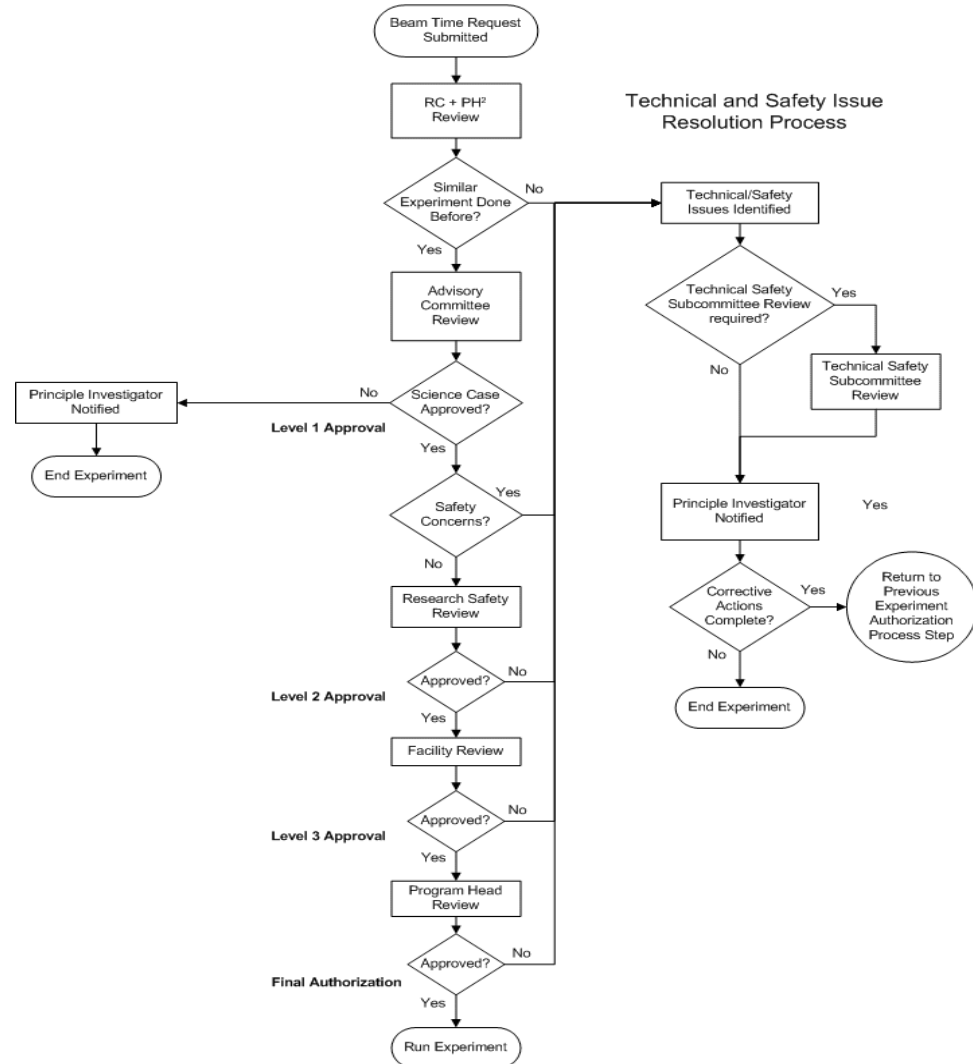 Beam Time Request
Submitted
RC + PH²
Review
Technical and Safety Issue
Resolution Process
Similar
Experiment Done
Before?
No
Yes
Technical/Safety
Issues Identified
Advisory
Committee
Review
Technical Safety
Subcommittee Review
required?
Yes
No
Technical Safety
Subcommittee
Review
Science Case
Approved?
No
Principle Investigator
Notified
Level 1 Approval
Yes
End Experiment
Safety
Concerns?
Yes
No
Principle Investigator
Notified
Yes
Corrective
Actions
Complete?
Yes
Return to
Previous
Experiment
Authorization
Process Step
No
End Experiment
Research Safety
Review
Approved?
No
Level 2 Approval
Yes
Facility Review
Approved?
No
Level 3 Approval
Yes
Program Head
Review
Approved?
No
Final Authorization
Yes
Run Experiment